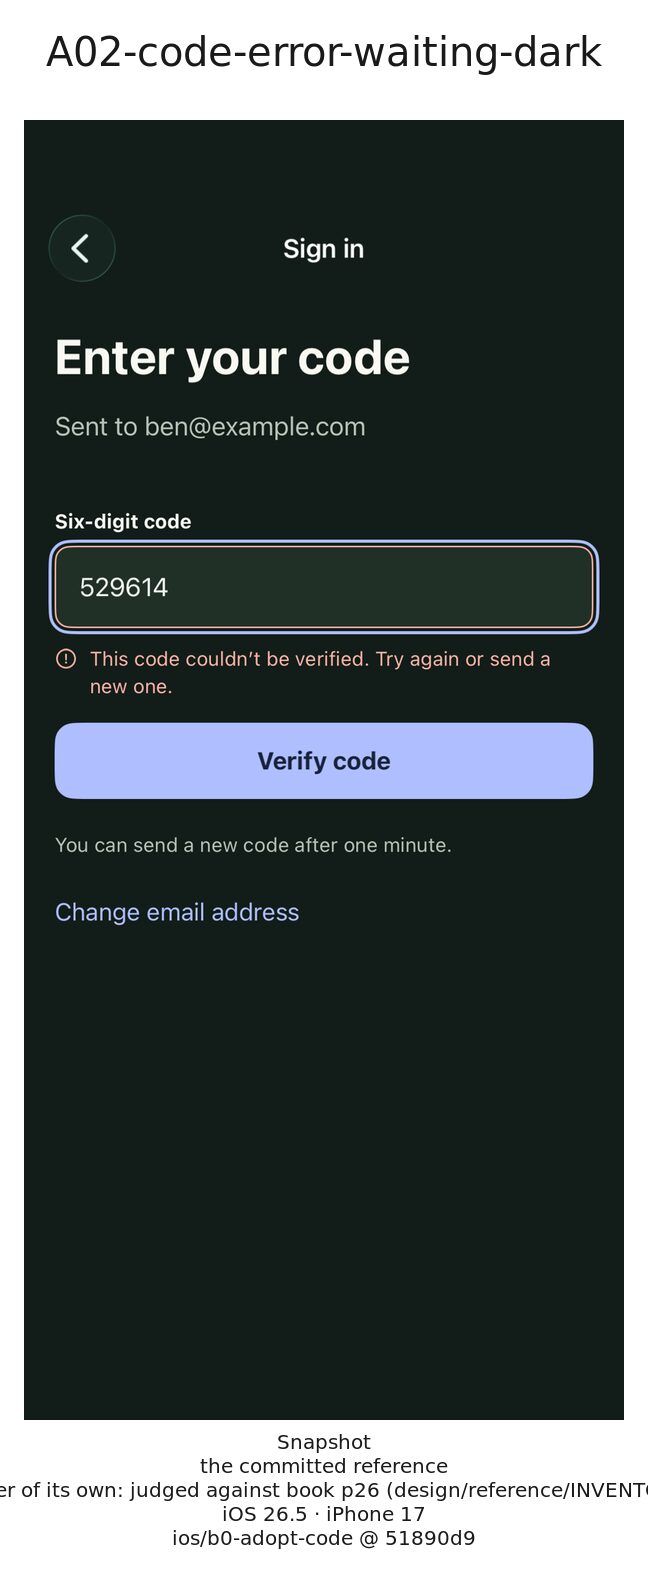 A02-code-error-waiting-dark
Sign in
Enter your code
Sent to ben@example.com
Six-digit code
529614
This code couldn’t be verified. Try again or send a
new one.
Verify code
You can send a new code after one minute.
Change email address
Snapshot
the committed reference
of its own: judged against book p26 (design/reference/
iOS 26.5 · iPhone 17
ios/b0-adopt-code @ 51890d9